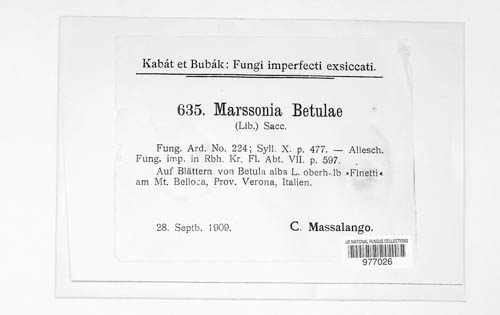 Kabát et Bubák: Fungi imperfecti exsiccati.
635. Marssonia Betulae
(Lib.) Sacc.
Fung. Ard. No. 224; Syll. X. p. 477. — Allesch.
Fung. imp. in Rbh. Kr. Fl. Abt. VII. p. 597.
Auf Blättern von Betula alba L. oberhalb »Finetti«
am Mt. Belloca, Prov. Verona, Italien.
28. Septb. 1909. C. Massalango.
US NATIONAL FUNGUS COLLECTIONS
977026